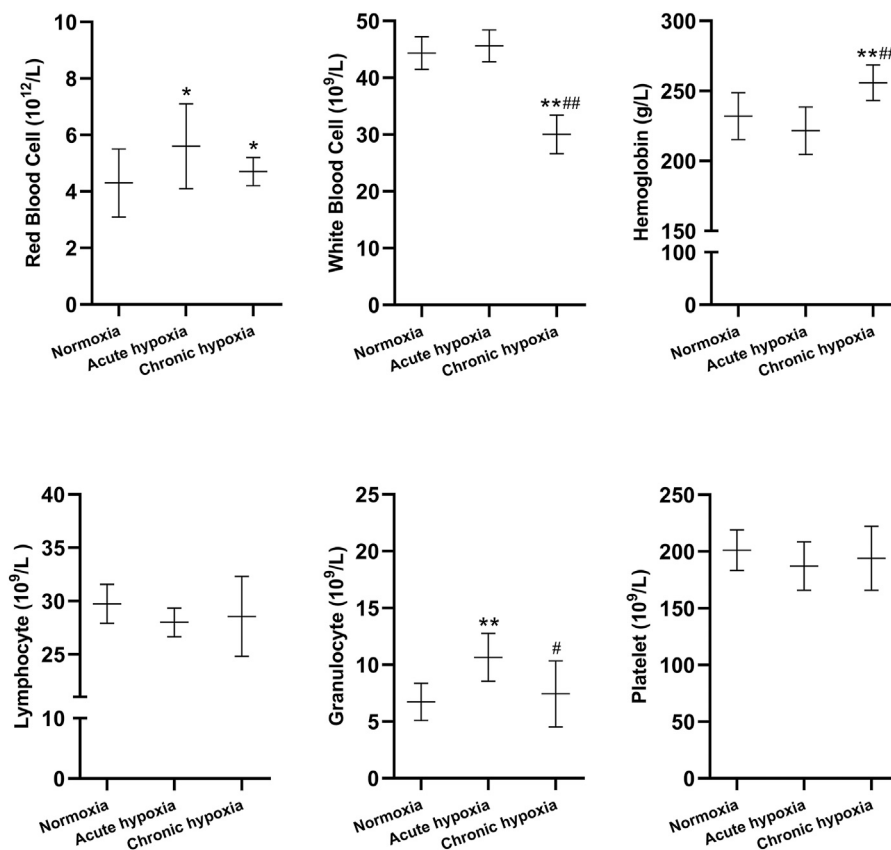 Red Blood Cell (10¹²/L)
10
8
6
4
2
0
*
*
Normoxia
Acute hypoxia
Chronic hypoxia
White Blood Cell (10⁹/L)
50
40
30
20
10
0
**##
Normoxia
Acute hypoxia
Chronic hypoxia
Hemoglobin (g/L)
300
250
200
150
100
0
**##
Normoxia
Acute hypoxia
Chronic hypoxia
Lymphocyte (10⁹/L )
40
35
30
25
10
0
Normoxia
Acute hypoxia
Chronic hypoxia
Granulocyte (10⁹/L)
25
20
15
10
5
0
**
#
Normoxia
Acute hypoxia
Chronic hypoxia
Platelet (10⁹/L)
250
200
150
100
50
0
Normoxia
Acute hypoxia
Chronic hypoxia